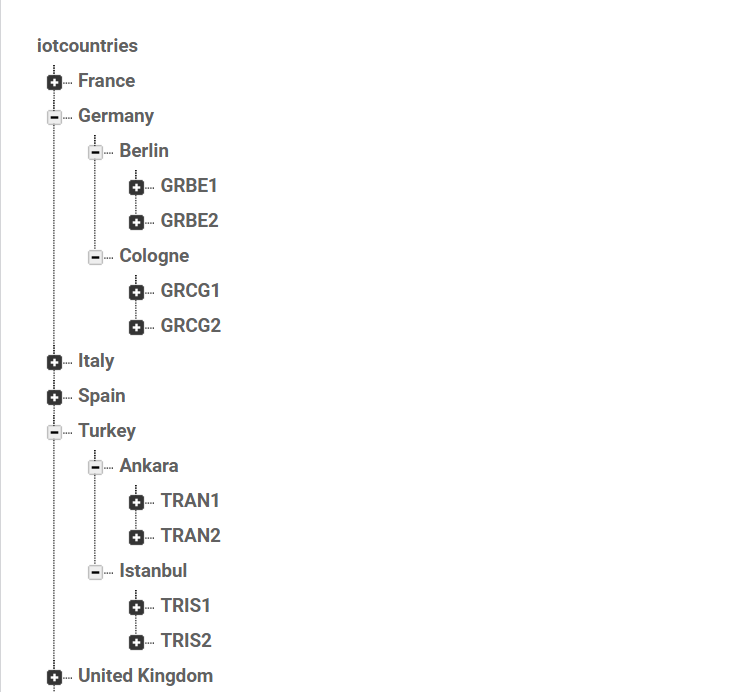 iotcountries
France
Germany
Berlin
GRBE1
GRBE2
Cologne
GRCG1
GRCG2
Italy
Spain
Turkey
Ankara
TRAN1
TRAN2
Istanbul
TRIS1
TRIS2
United Kingdom